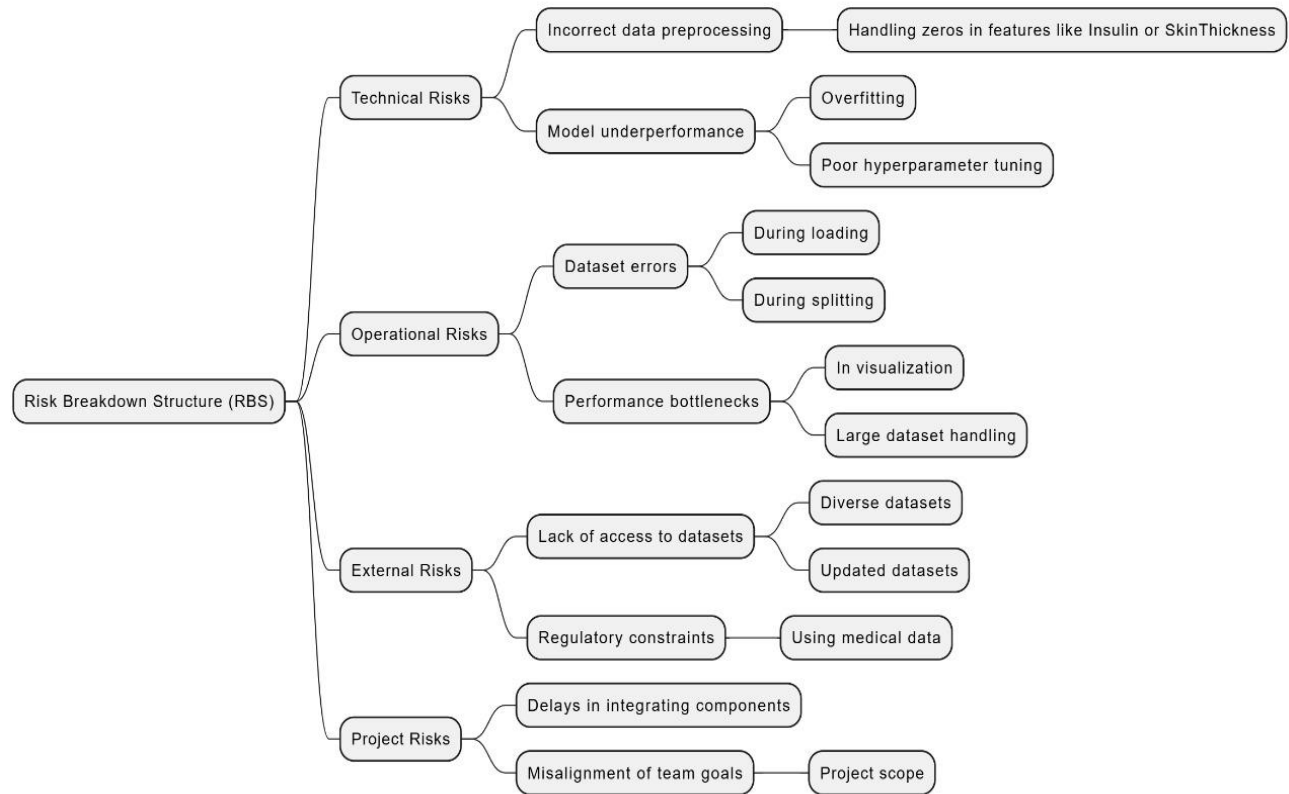 Risk Breakdown Structure (RBS)
Technical Risks
Incorrect data preprocessing
Handling zeros in features like Insulin or SkinThickness
Model underperformance
Overfitting
Poor hyperparameter tuning
Operational Risks
Dataset errors
During loading
During splitting
Performance bottlenecks
In visualization
Large dataset handling
External Risks
Lack of access to datasets
Diverse datasets
Updated datasets
Regulatory constraints
Using medical data
Project Risks
Delays in integrating components
Misalignment of team goals
Project scope